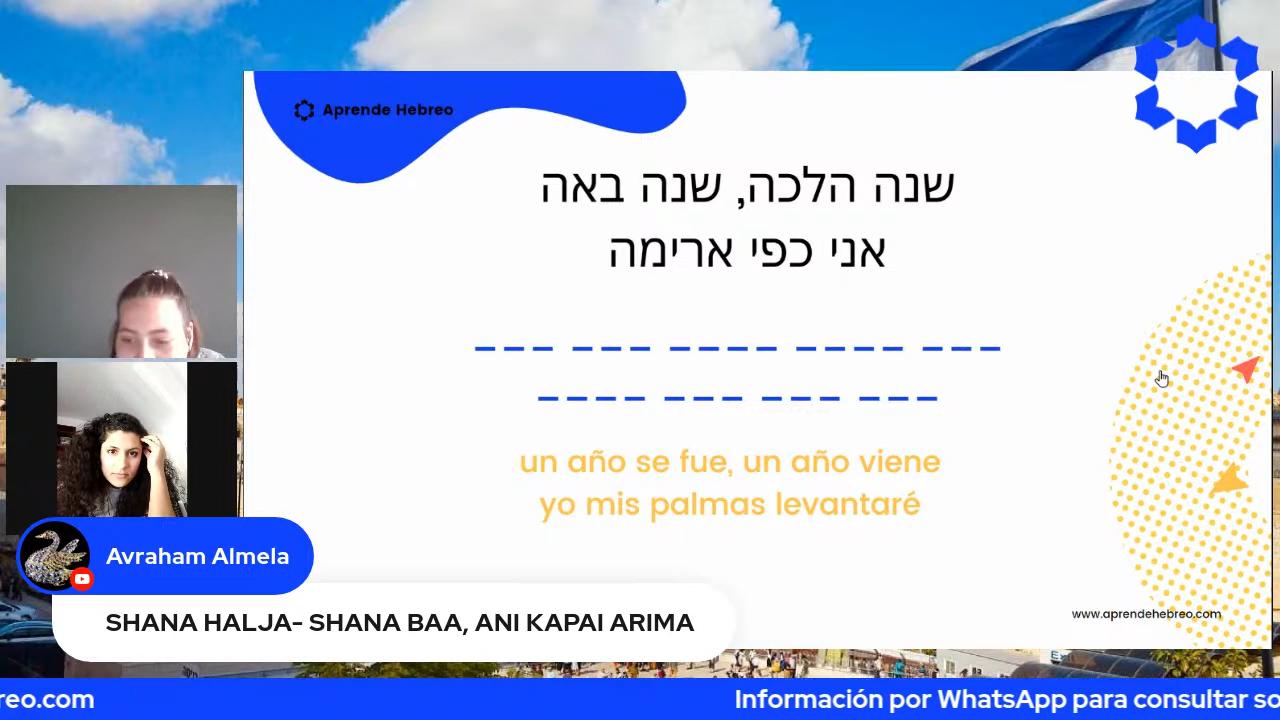 Aprende Hebreo
שנה הלכה, שנה באה
אני כפי ארימה
un año se fue, un año viene
yo mis palmas levantaré
www.aprendehebreo.com
Avraham Almela
SHANA HALJA- SHANA BAA, ANI KAPAI ARIMA
reo.com
Información por WhatsApp para consultar so